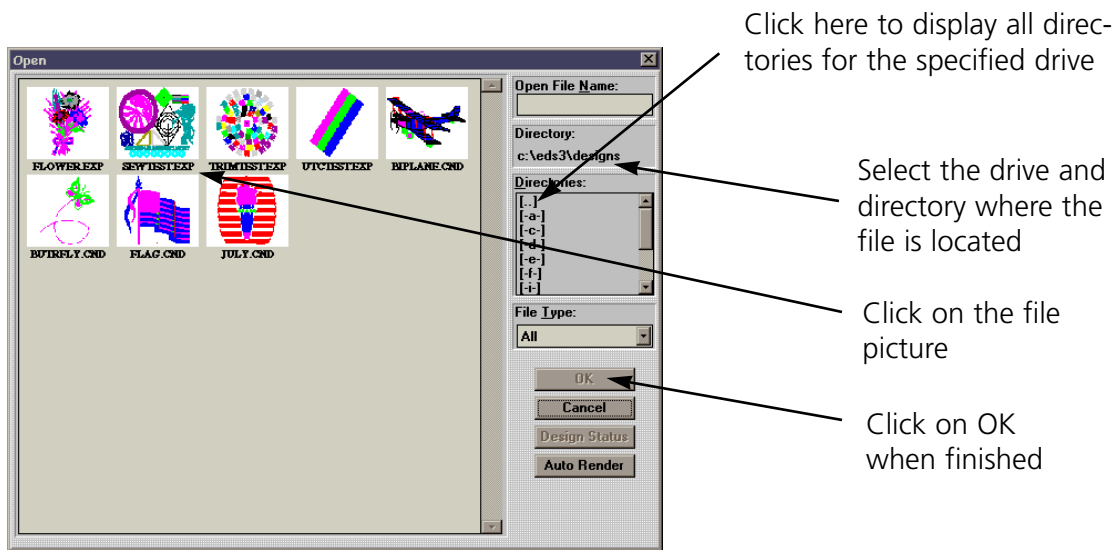 Click here to display all direc-
tories for the specified drive
Open
Open File Name:
FLOWER.EXP SEWTEST.EXP TRIMTEST.EXP UTCTEST.EXP BIPLANE.CND
Directory:
c:\eds3\designs
Select the drive and
directory where the
file is located
Directories:
[..]
[-a-]
[-c-]
[-d-]
[-e-]
[-f-]
[-i-]
BUTRFLY.CND FLAG.CND JULY.CND
File Type:
All
Click on the file
picture
OK
Cancel
Design Status
Auto Render
Click on OK
when finished